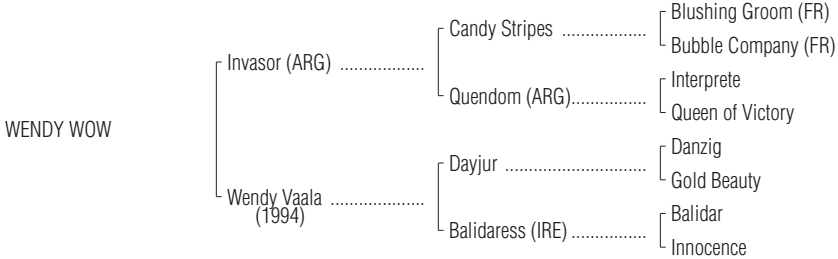 Blushing Groom (FR)
Candy Stripes ..................
Bubble Company (FR)
Invasor (ARG) ..................
Interprete
Quendom (ARG)................
Queen of Victory
WENDY WOW
Danzig
Dayjur ..............................
Gold Beauty
Wendy Vaala ....................
(1994)
Balidar
Balidaress (IRE) ................
Innocence